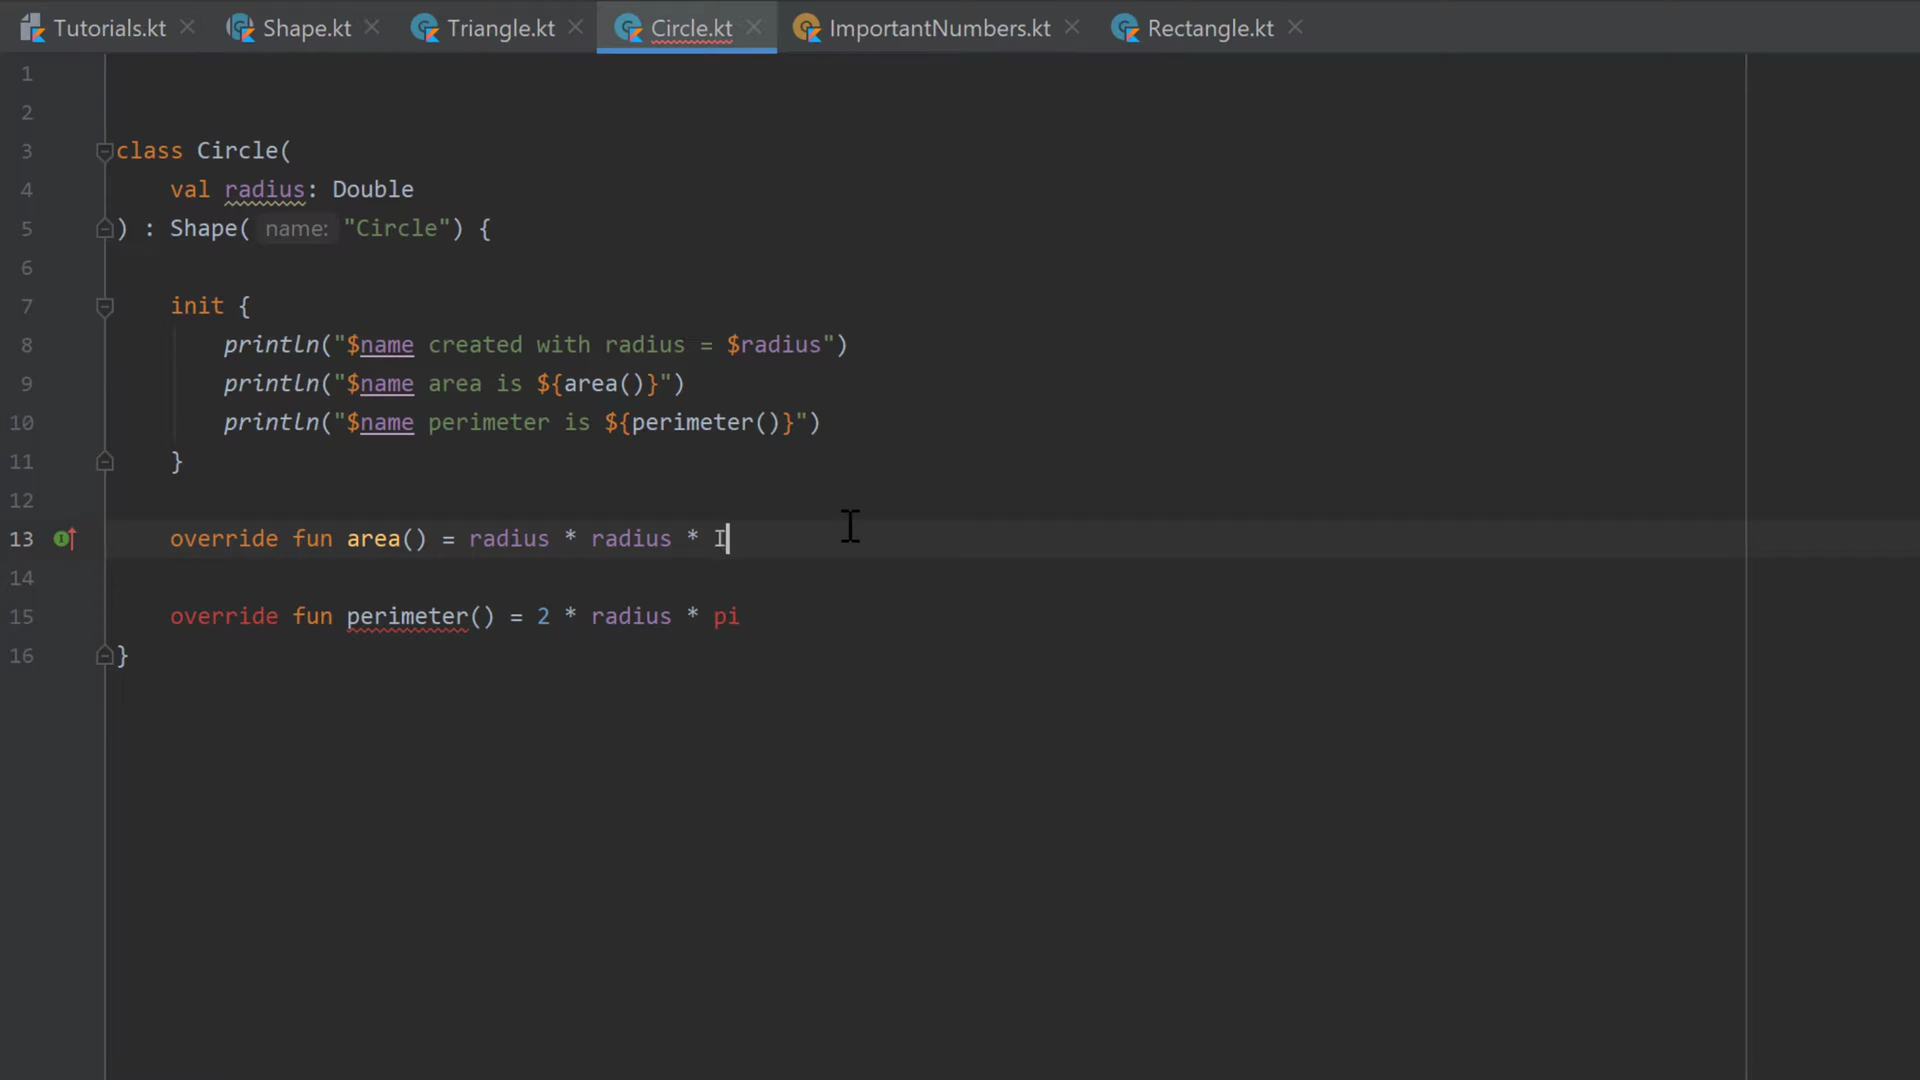 Tutorials.kt Shape.kt Triangle.kt Circle.kt ImportantNumbers.kt Rectangle.kt
1
2
3 class Circle(
4 val radius: Double
5 ) : Shape( name: "Circle") {
6
7 init {
8 println("$name created with radius = $radius")
9 println("$name area is ${area()}")
10 println("$name perimeter is ${perimeter()}")
11 }
12
13 override fun area() = radius * radius * I
14
15 override fun perimeter() = 2 * radius * pi
16 }